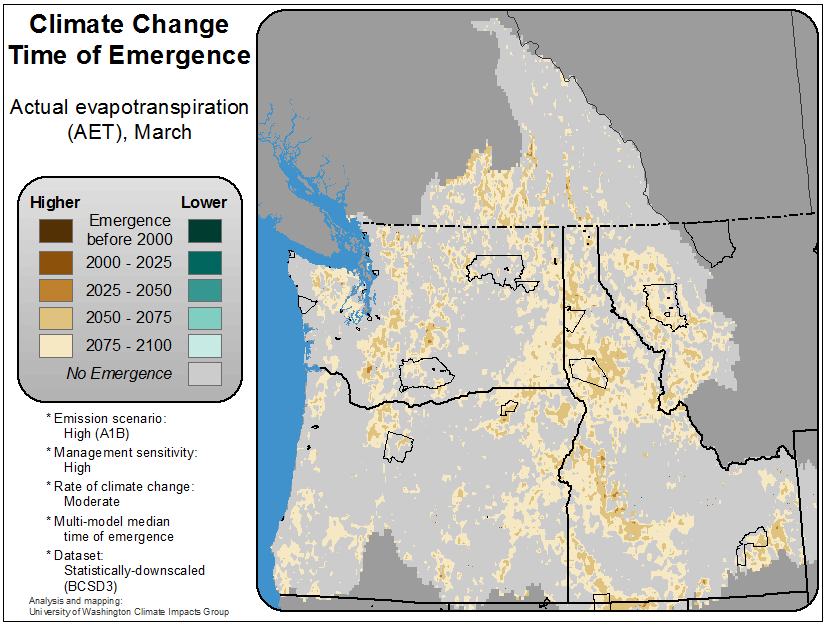 Climate Change
Time of Emergence
Actual evapotranspiration
(AET), March
Higher Lower
Emergence
before 2000
2000 - 2025
2025 - 2050
2050 - 2075
2075 - 2100
No Emergence
* Emission scenario:
High (A1B)
* Management sensitivity:
High
* Rate of climate change:
Moderate
* Multi-model median
time of emergence
* Dataset:
Statistically-downscaled
(BCSD3)
Analysis and mapping:
University of Washington Climate Impacts Group